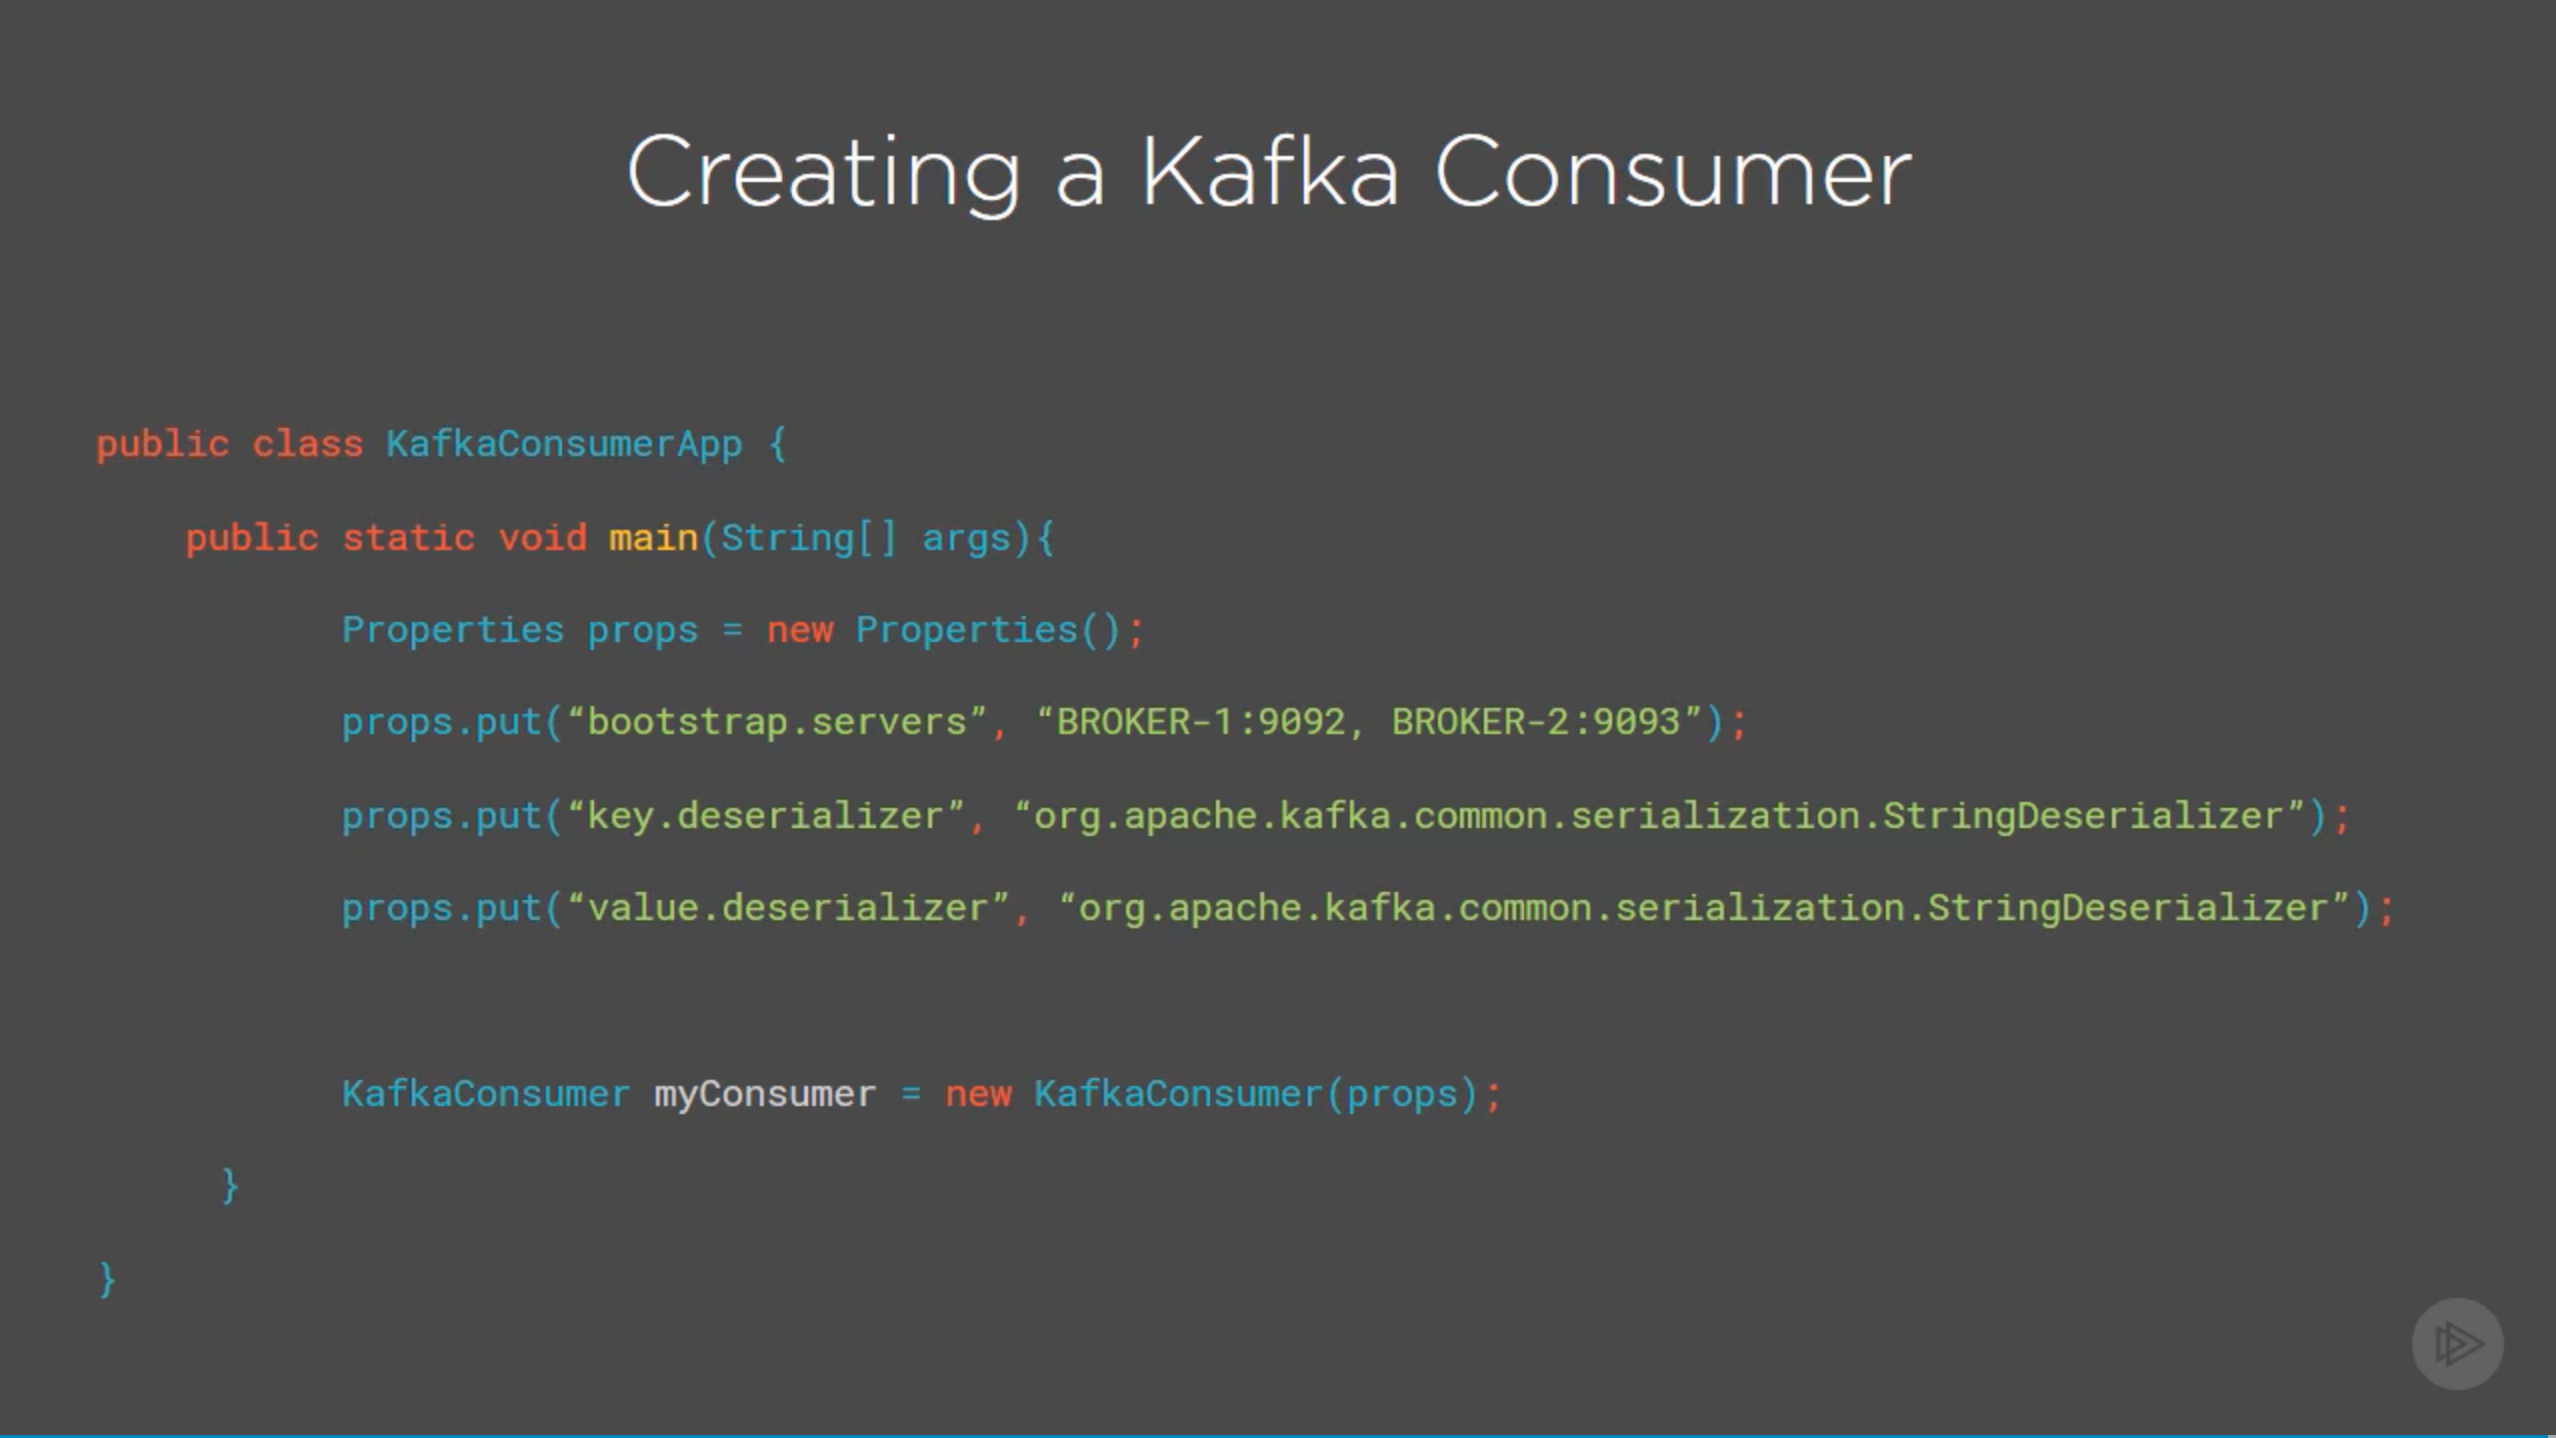 Creating a Kafka Consumer
public class KafkaConsumerApp {
public static void main(String[] args){
Properties props = new Properties();
props.put(“bootstrap.servers”, “BROKER-1:9092, BROKER-2:9093”);
props.put(“key.deserializer”, “org.apache.kafka.common.serialization.StringDeserializer”);
props.put(“value.deserializer”, “org.apache.kafka.common.serialization.StringDeserializer”);
KafkaConsumer myConsumer = new KafkaConsumer(props);
}
}